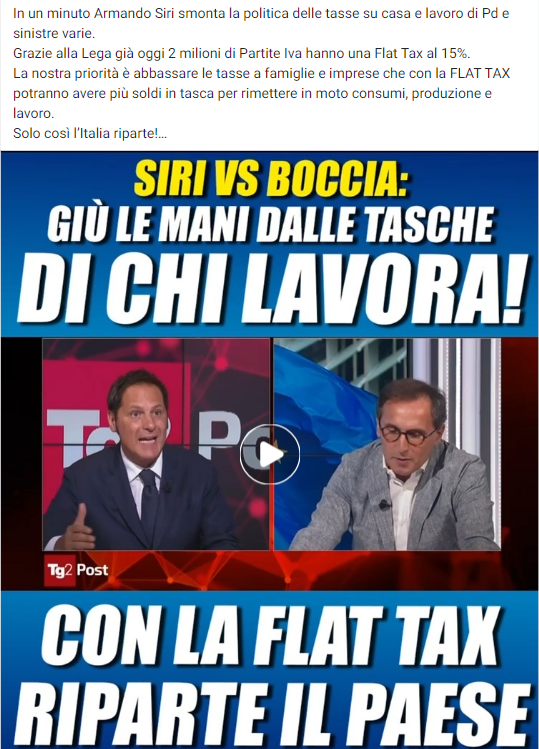 In un minuto Armando Siri smonta la politica delle tasse su casa e lavoro di Pd e
sinistre varie.
Grazie alla Lega già oggi 2 milioni di Partite Iva hanno una Flat Tax al 15%.
La nostra priorità è abbassare le tasse a famiglie e imprese che con la FLAT TAX
potranno avere più soldi in tasca per rimettere in moto consumi, produzione e
lavoro.
Solo così l’Italia riparte!...
SIRI VS BOCCIA:
GIÙ LE MANI DALLE TASCHE
DI CHI LAVORA!
Tg2 Po
Tg2 Post
CON LA FLAT TAX
RIPARTE IL PAESE